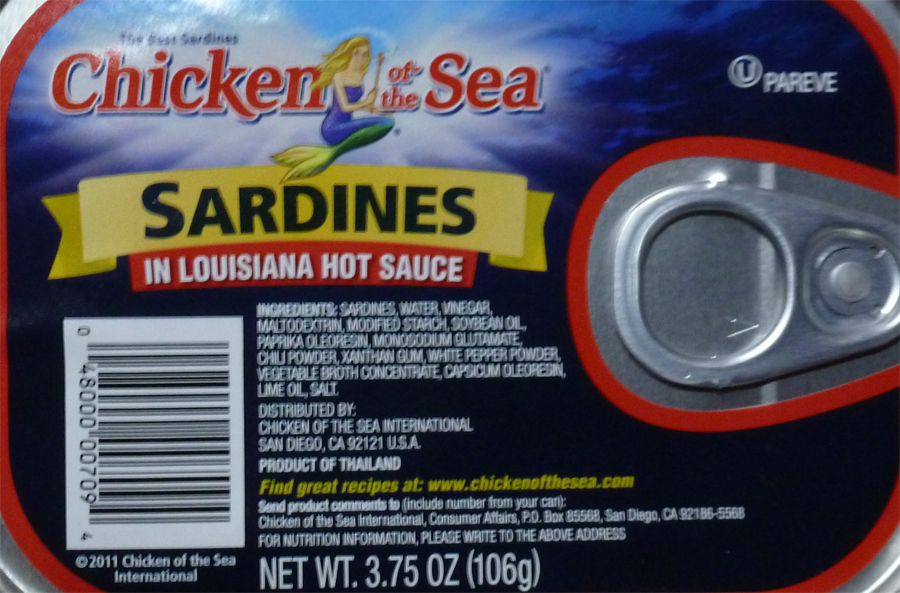 The Best Sardines
Chicken of the Sea
U PAREVE
SARDINES
IN LOUISIANA HOT SAUCE
INGREDIENTS: SARDINES, WATER, VINEGAR,
MALTODEXTRIN, MODIFIED STARCH, SOYBEAN OIL,
PAPRIKA OLEORESIN, MONOSODIUM GLUTAMATE,
CHILI POWDER, XANTHAN GUM, WHITE PEPPER POWDER,
VEGETABLE BROTH CONCENTRATE, CAPSICUM OLEORESIN,
LIME OIL, SALT.
DISTRIBUTED BY:
CHICKEN OF THE SEA INTERNATIONAL
SAN DIEGO, CA 92121 U.S.A.
PRODUCT OF THAILAND
Find great recipes at: www.chickenofthesea.com
Send product comments to (include number from your can):
Chicken of the Sea International, Consumer Affairs, P.O. Box 85568, San Diego, CA 92186-5568
FOR NUTRITION INFORMATION, PLEASE WRITE TO THE ABOVE ADDRESS
NET WT. 3.75 OZ (106g)
0 48000 00709 4
©2011 Chicken of the Sea
International